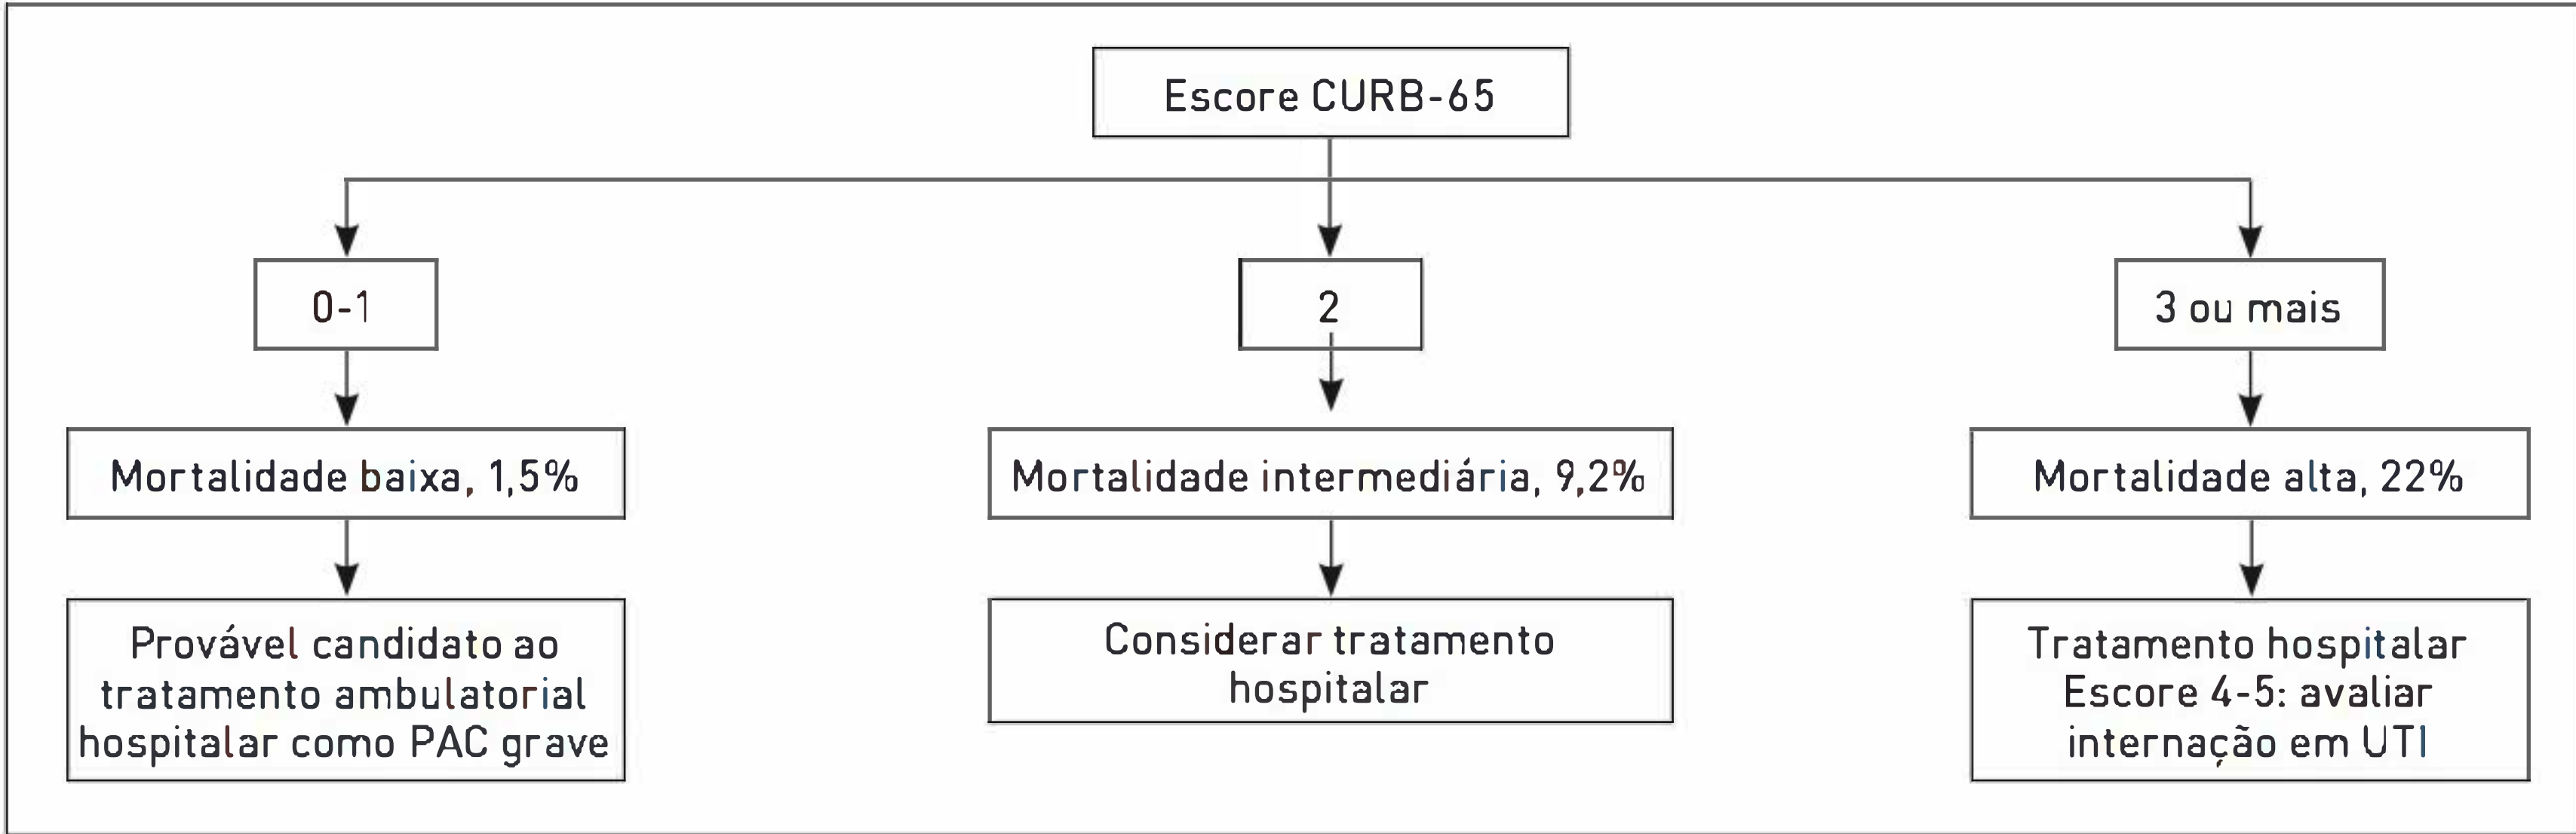 Escore CURB-65
0-1
2
3 ou mais
Mortalidade baixa, 1,5%
Mortalidade intermediária, 9,2%
Mortalidade alta, 22%
Provável candidato ao
tratamento ambulatorial
hospitalar como PAC grave
Considerar tratamento
hospitalar
Tratamento hospitalar
Escore 4-5: avaliar
internação em UTI